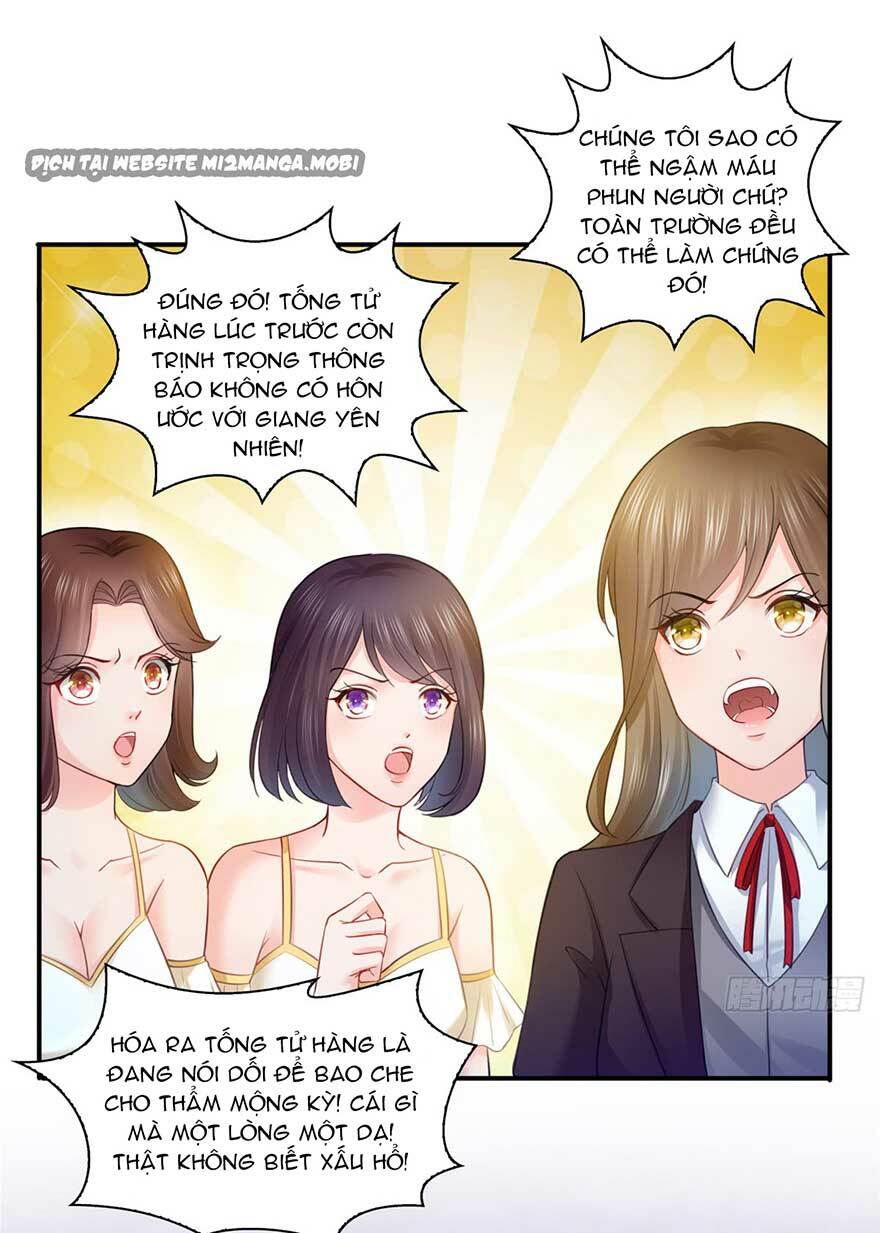 DỊCH TẠI WEBSITE MI2MANGA.MOBI
CHÚNG TÔI SAO CÓ
THỂ NGẬM MÁU
PHUN NGƯỜI CHỨ?
TOÀN TRƯỜNG ĐỀU
CÓ THỂ LÀM CHỨNG
ĐÓ!
ĐÚNG ĐÓ! TỐNG TỬ
HÀNG LÚC TRƯỚC CÒN
TRỊNH TRỌNG THÔNG
BÁO KHÔNG CÓ HÔN
ƯỚC VỚI GIANG YÊN
NHIÊN!
腾讯动漫
HÓA RA TỐNG TỬ HÀNG LÀ
ĐANG NÓI DỐI ĐỂ BAO CHE
CHO THẨM MỘNG KỲ! CÁI GÌ
MÀ MỘT LÒNG MỘT DẠ!
THẬT KHÔNG BIẾT XẤU HỔ!